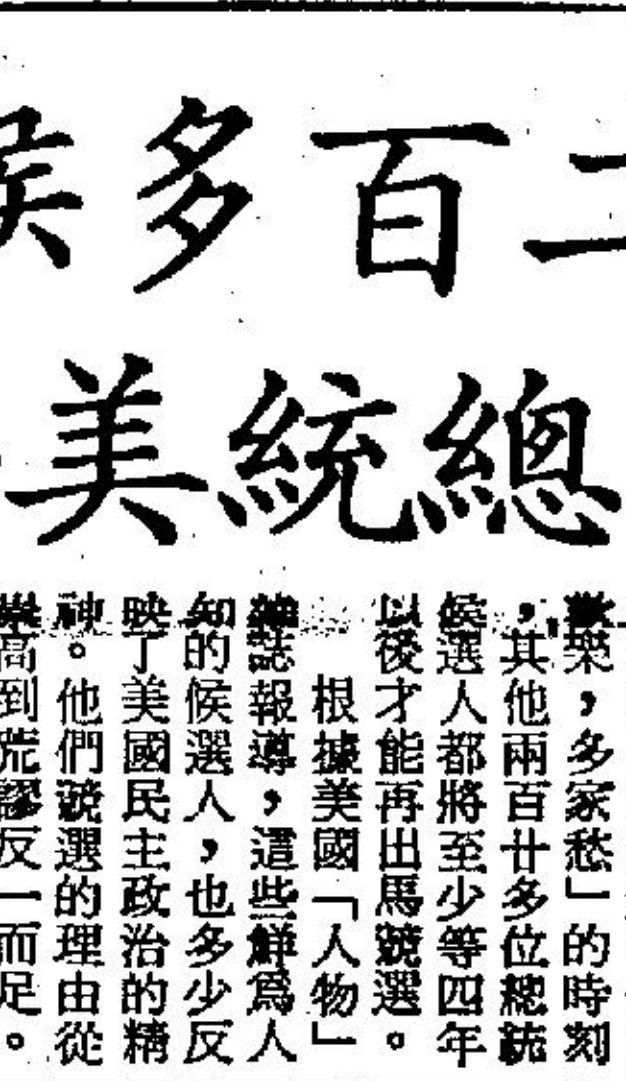 二百多候
總統美
歡樂，多家愁」的時刻
，其他兩百廿多位總統
候選人都將至少等四年
以後才能再出馬競選。
根據美國「人物」
雜誌報導，這些鮮爲人
知的候選人，也多少反
映了美國民主政治的精
神。他們競選的理由從
崇高到荒謬反一而足。